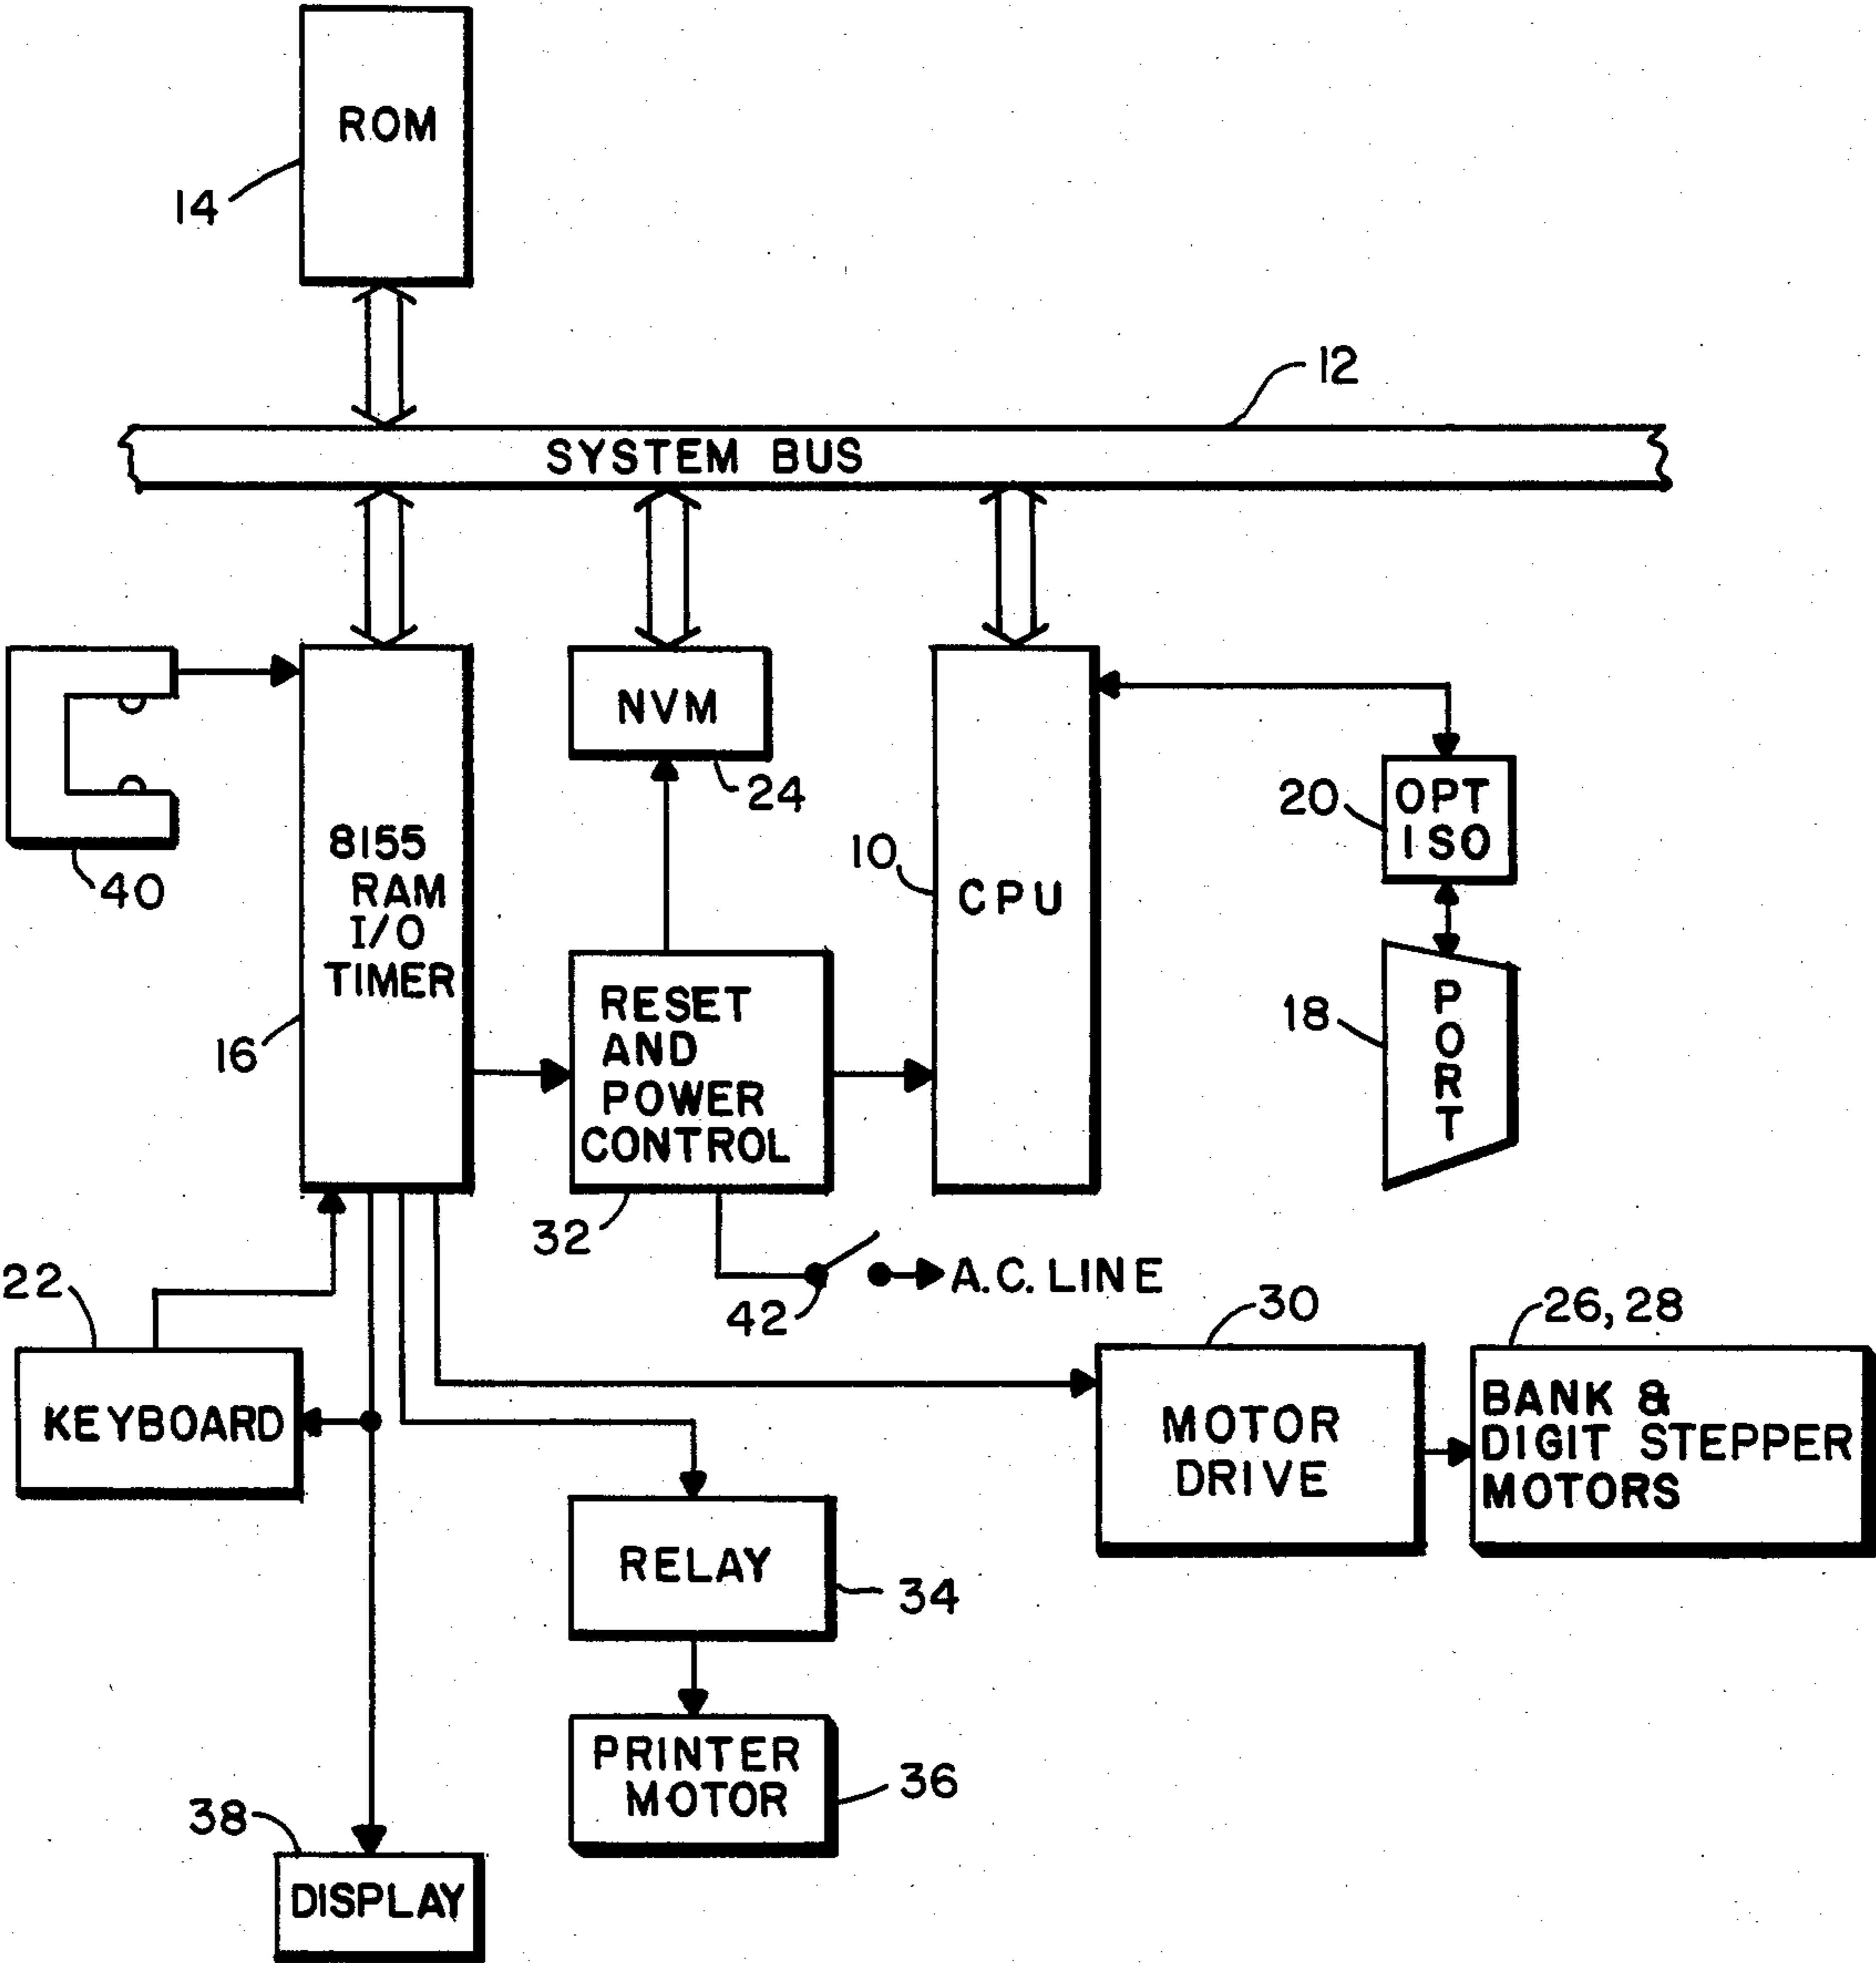 ROM
14
12
SYSTEM BUS
NVM
24
40
8155
RAM
I/O
TIMER
16
10
CPU
20
OPT
ISO
18
PORT
RESET
AND
POWER
CONTROL
32
42
A.C. LINE
22
KEYBOARD
30
MOTOR
DRIVE
26, 28
BANK &
DIGIT STEPPER
MOTORS
RELAY
34
PRINTER
MOTOR
36
38
DISPLAY